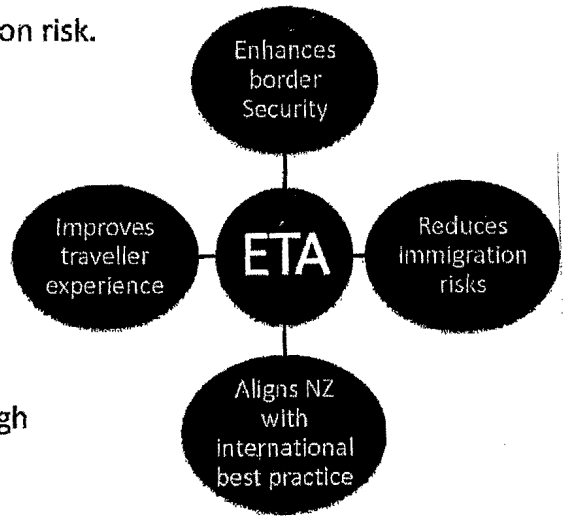 on risk.
Enhances
border
Security
Improves
traveller
experience
ETA
Reduces
immigration
risks
Aligns NZ
with
international
best practice
gh